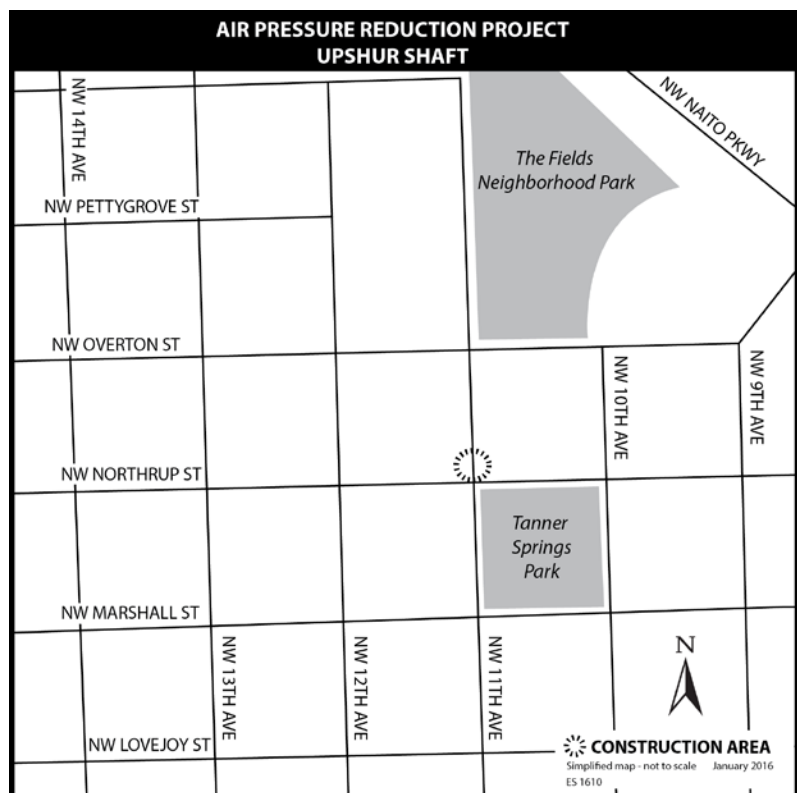 AIR PRESSURE REDUCTION PROJECT
UPSHUR SHAFT
NW 14TH AVE
NW NAITO PKWY
The Fields
Neighborhood Park
NW PETTYGROVE ST
NW OVERTON ST
NW 10TH AVE
NW 9TH AVE
NW NORTHRUP ST
Tanner
Springs
Park
NW MARSHALL ST
NW 13TH AVE
NW 12TH AVE
NW 11TH AVE
N
NW LOVEJOY ST
CONSTRUCTION AREA
Simplified map - not to scale January 2016
ES 1610